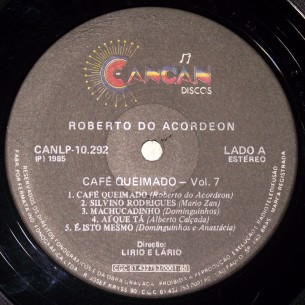 CANCAN
DISCOS
ROBERTO DO ACORDEON
CANLP-10.292
(P) 1985
LADO A
ESTÉREO
CAFÉ QUEIMADO — Vol. 7
1. CAFÉ QUEIMADO (Roberto do Acordeon)
2. SILVINO RODRIGUES (Mario Zan)
3. MACHUCADINHO (Dominguinhos)
4. AÍ QUE TÁ (Alberto Calçada)
5. É ISTO MESMO (Dominguinhos e Anastácia)
Direção:
LIRIO E LÁRIO